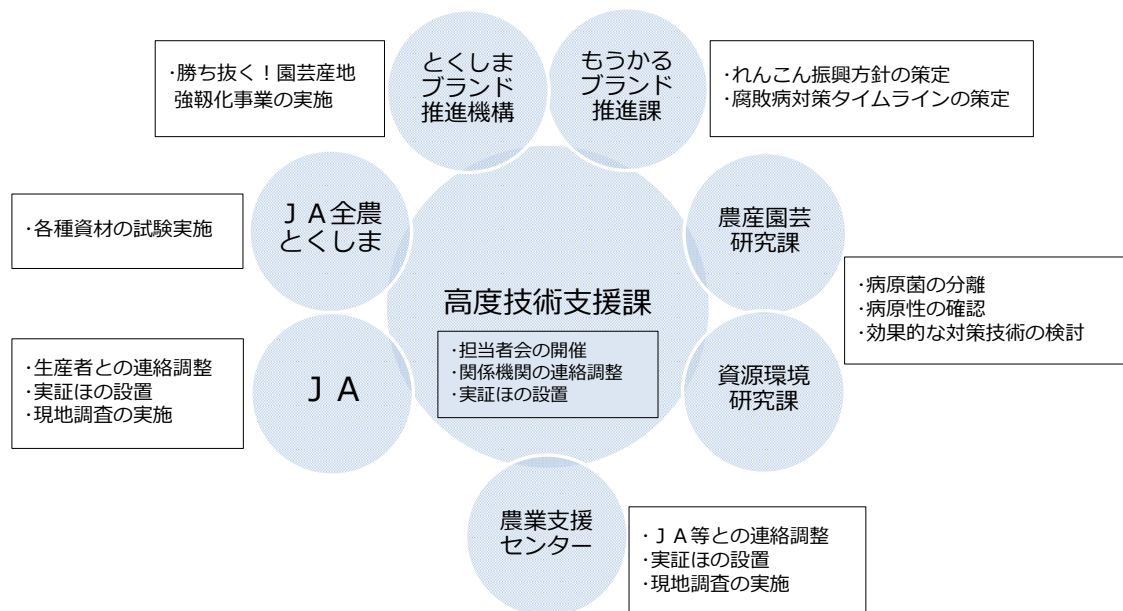 ・勝ち抜く！園芸産地
強靱化事業の実施
とくしま
ブランド
推進機構
もうかる
ブランド
推進課
・れんこん振興方針の策定
・腐敗病対策タイムラインの策定
・各種資材の試験実施
ＪＡ全農
とくしま
農産園芸
研究課
・病原菌の分離
・病原性の確認
・効果的な対策技術の検討
高度技術支援課
・担当者会の開催
・関係機関の連絡調整
・実証ほの設置
・生産者との連絡調整
・実証ほの設置
・現地調査の実施
ＪＡ
資源環境
研究課
農業支援
センター
・ＪＡ等との連絡調整
・実証ほの設置
・現地調査の実施